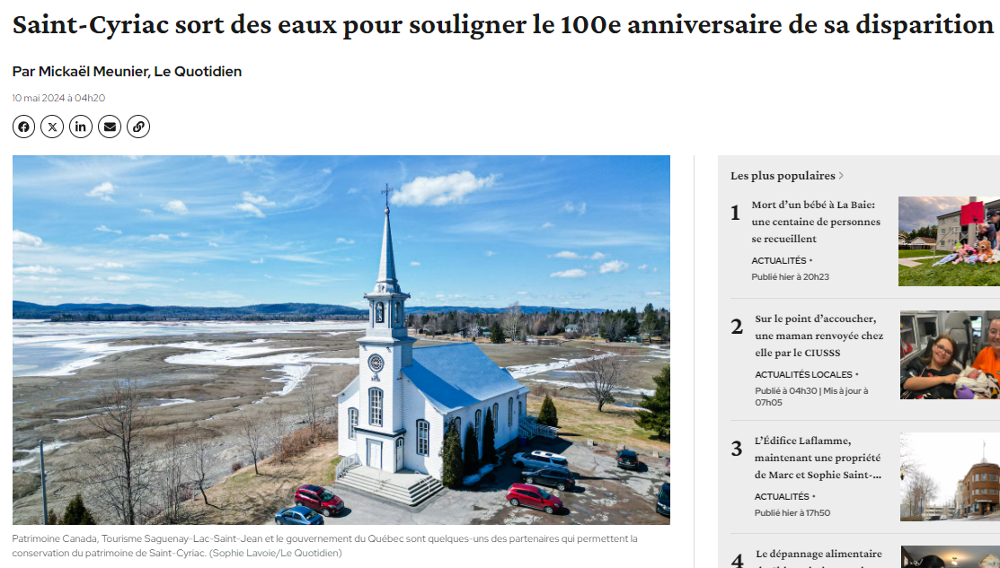 Saint-Cyriac sort des eaux pour souligner le 100e anniversaire de sa disparition
Par Mickaël Meunier, Le Quotidien
10 mai 2024 à 04h20
Patrimoine Canada, Tourisme Saguenay-Lac-Saint-Jean et le gouvernement du Québec sont quelques-uns des partenaires qui permettent la
conservation du patrimoine de Saint-Cyriac. (Sophie Lavoie/Le Quotidien)
Les plus populaires >
1
Mort d’un bébé à La Baie:
une centaine de personnes
se recueillent
ACTUALITÉS •
Publié hier à 20h23
2
Sur le point d’accoucher,
une maman renvoyée chez
elle par le CIUSSS
ACTUALITÉS LOCALES •
Publié à 04h30 | Mis à jour à
07h05
3
L’Édifice Laflamme,
maintenant une propriété
de Marc et Sophie Saint-...
ACTUALITÉS •
Publié hier à 17h50
4
Le dépannage alimentaire